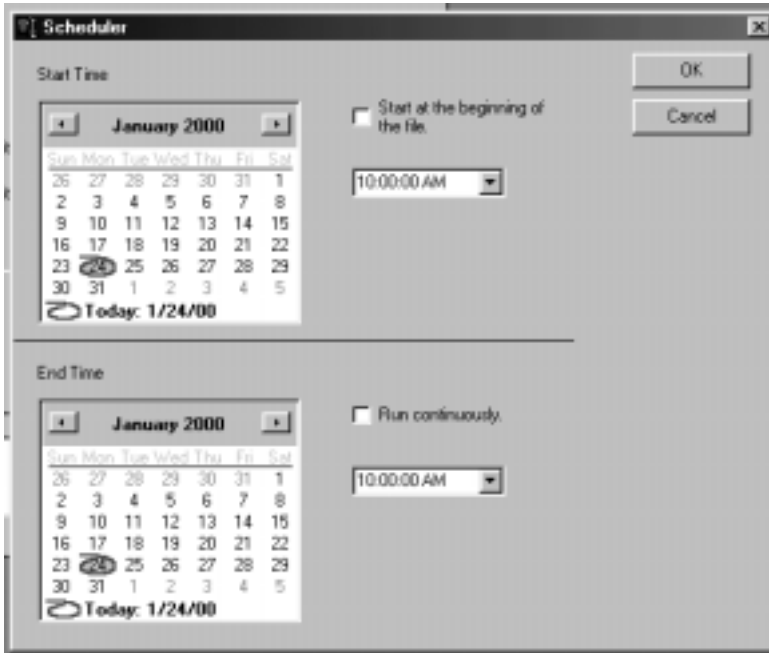 Scheduler
OK
Cancel
Start Time
Start at the beginning of
the file.
10:00:00 AM
January 2000
Sun Mon Tue Wed Thu Fri Sat
26 27 28 29 30 31 1
2 3 4 5 6 7 8
9 10 11 12 13 14 15
16 17 18 19 20 21 22
23 24 25 26 27 28 29
30 31 1 2 3 4 5
Today: 1/24/00
End Time
Run continuously.
10:00:00 AM
January 2000
Sun Mon Tue Wed Thu Fri Sat
26 27 28 29 30 31 1
2 3 4 5 6 7 8
9 10 11 12 13 14 15
16 17 18 19 20 21 22
23 24 25 26 27 28 29
30 31 1 2 3 4 5
Today: 1/24/00